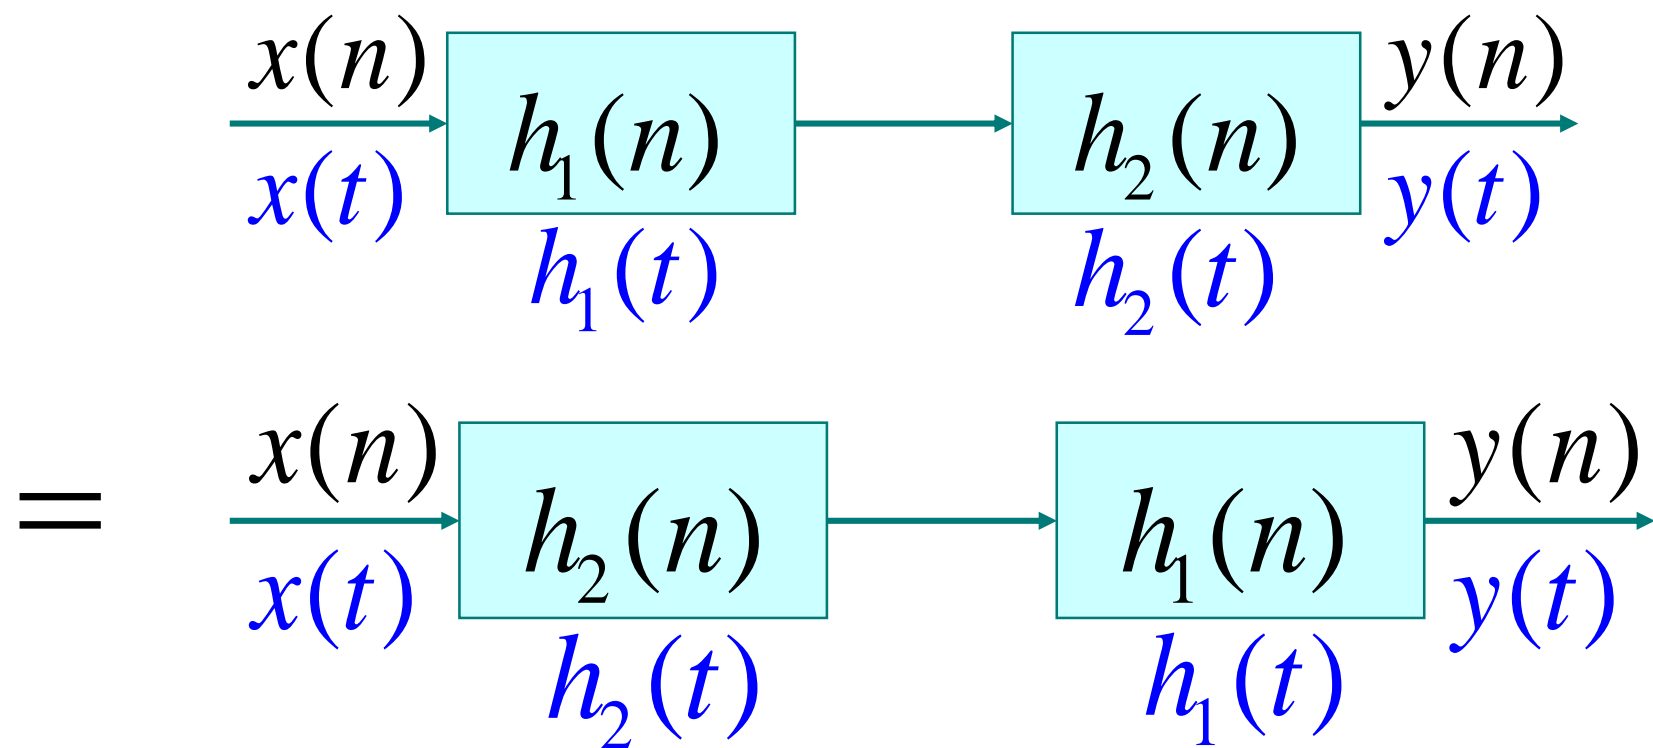 x(n) h₁(n) h₂(n) y(n)
x(t) h₁(t) h₂(t) y(t)
= x(n) h₂(n) h₁(n) y(n)
x(t) h₂(t) h₁(t) y(t)